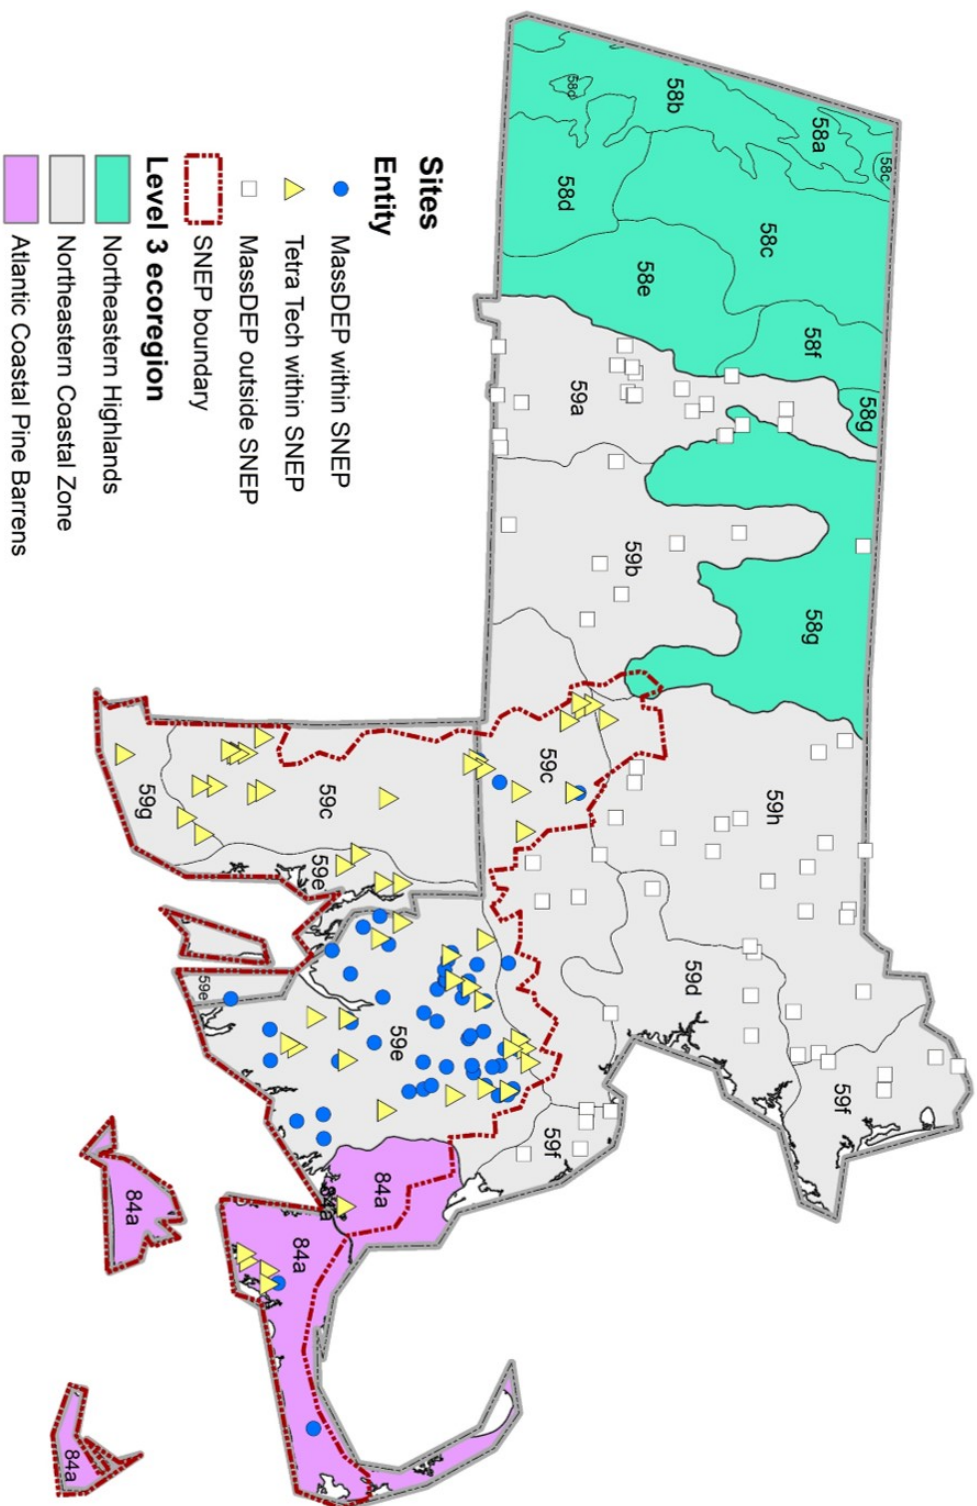 58a
58c
58b
58d
58c
58d
58e
58f
58g
59a
59b
58g
59c
59h
59c
59g
59e
59d
59e
59e
59f
59f
84a
84a
84a
84a
84a
Sites
Entity
MassDEP within SNEP
Tetra Tech within SNEP
MassDEP outside SNEP
SNEP boundary
Level 3 ecoregion
Northeastern Highlands
Northeastern Coastal Zone
Atlantic Coastal Pine Barrens